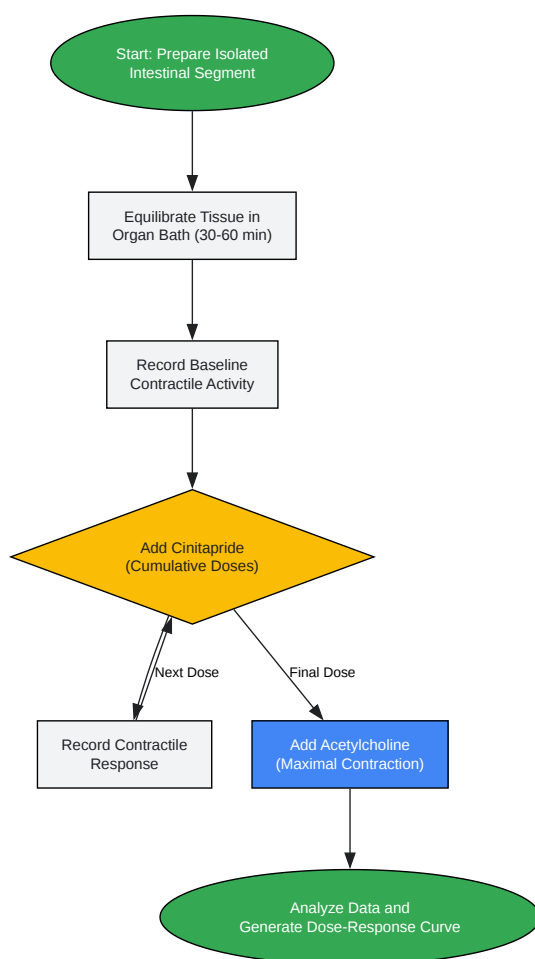 Start: Prepare Isolated
Intestinal Segment
Equilibrate Tissue in
Organ Bath (30-60 min)
Record Baseline
Contractile Activity
Add Cinitapride
(Cumulative Doses)
Next Dose
Final Dose
Record Contractile
Response
Add Acetylcholine
(Maximal Contraction)
Analyze Data and
Generate Dose-Response Curve